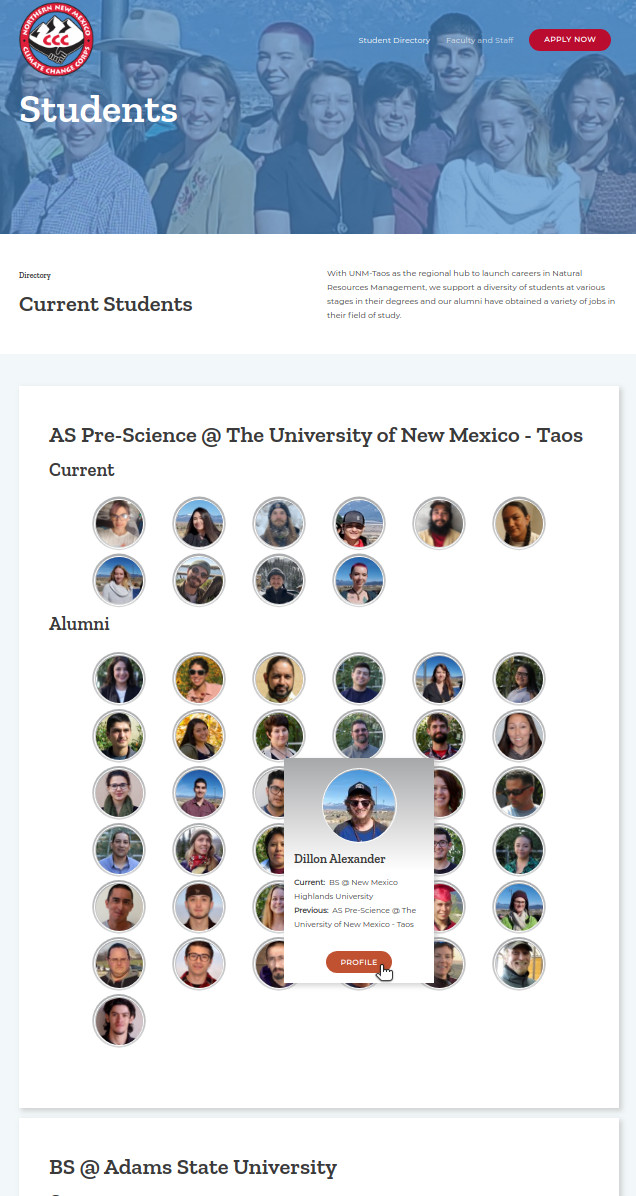 NORTHERN NEW MEXICO
CCC
CLIMATE CHANGE CORPS
Student Directory
Faculty and Staff
APPLY NOW
Students
Directory
Current Students
With UNM-Taos as the regional hub to launch careers in Natural
Resources Management, we support a diversity of students at various
stages in their degrees and our alumni have obtained a variety of jobs in
their field of study.
AS Pre-Science @ The University of New Mexico - Taos
Current
Alumni
Dillon Alexander
Current: BS @ New Mexico
Highlands University
Previous: AS Pre-Science @ The
University of New Mexico - Taos
PROFILE
BS @ Adams State University